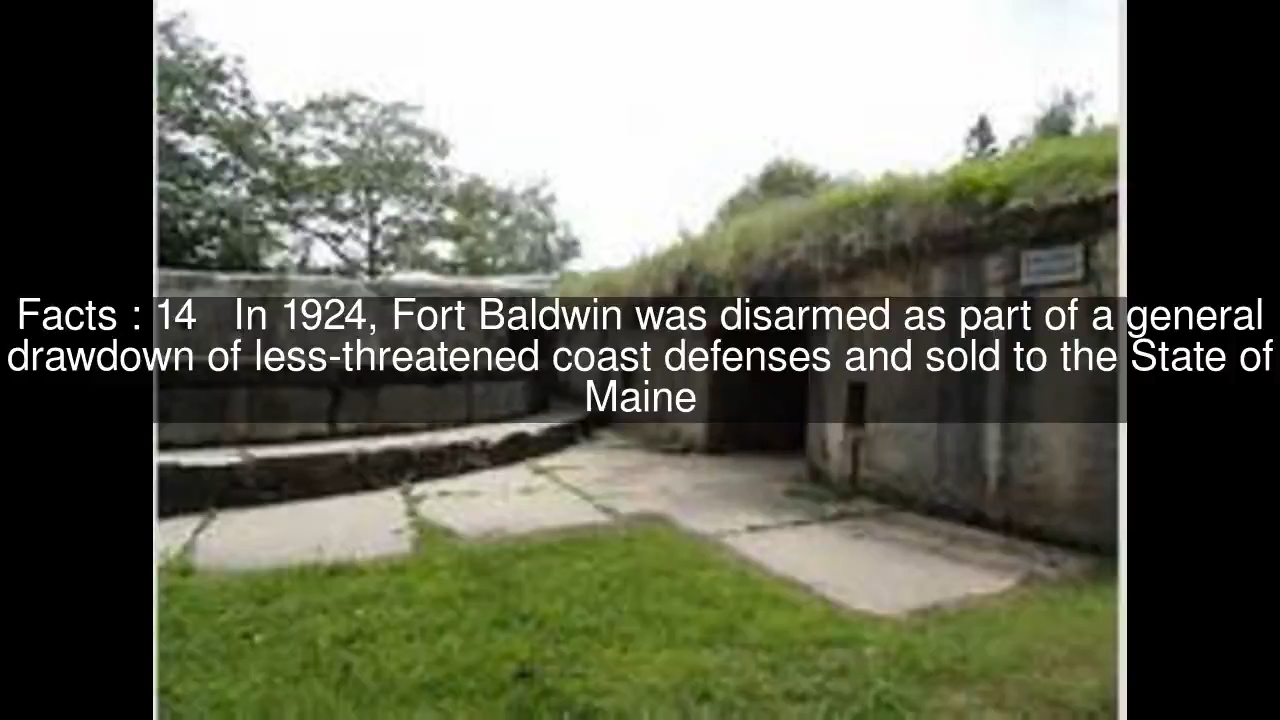 Facts : 14 In 1924, Fort Baldwin was disarmed as part of a general
drawdown of less-threatened coast defenses and sold to the State of
Maine